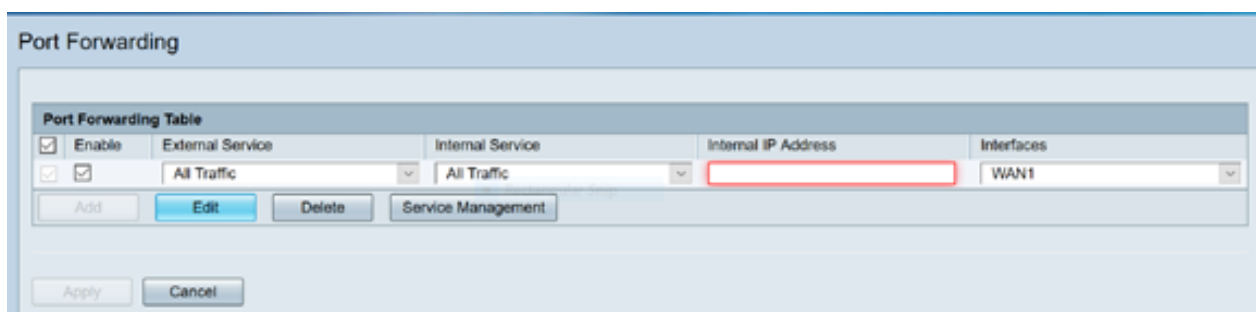 Port Forwarding
Port Forwarding Table
Enable External Service Internal Service Internal IP Address Interfaces
All Traffic All Traffic WAN1
Add Edit Delete Service Management
Apply Cancel